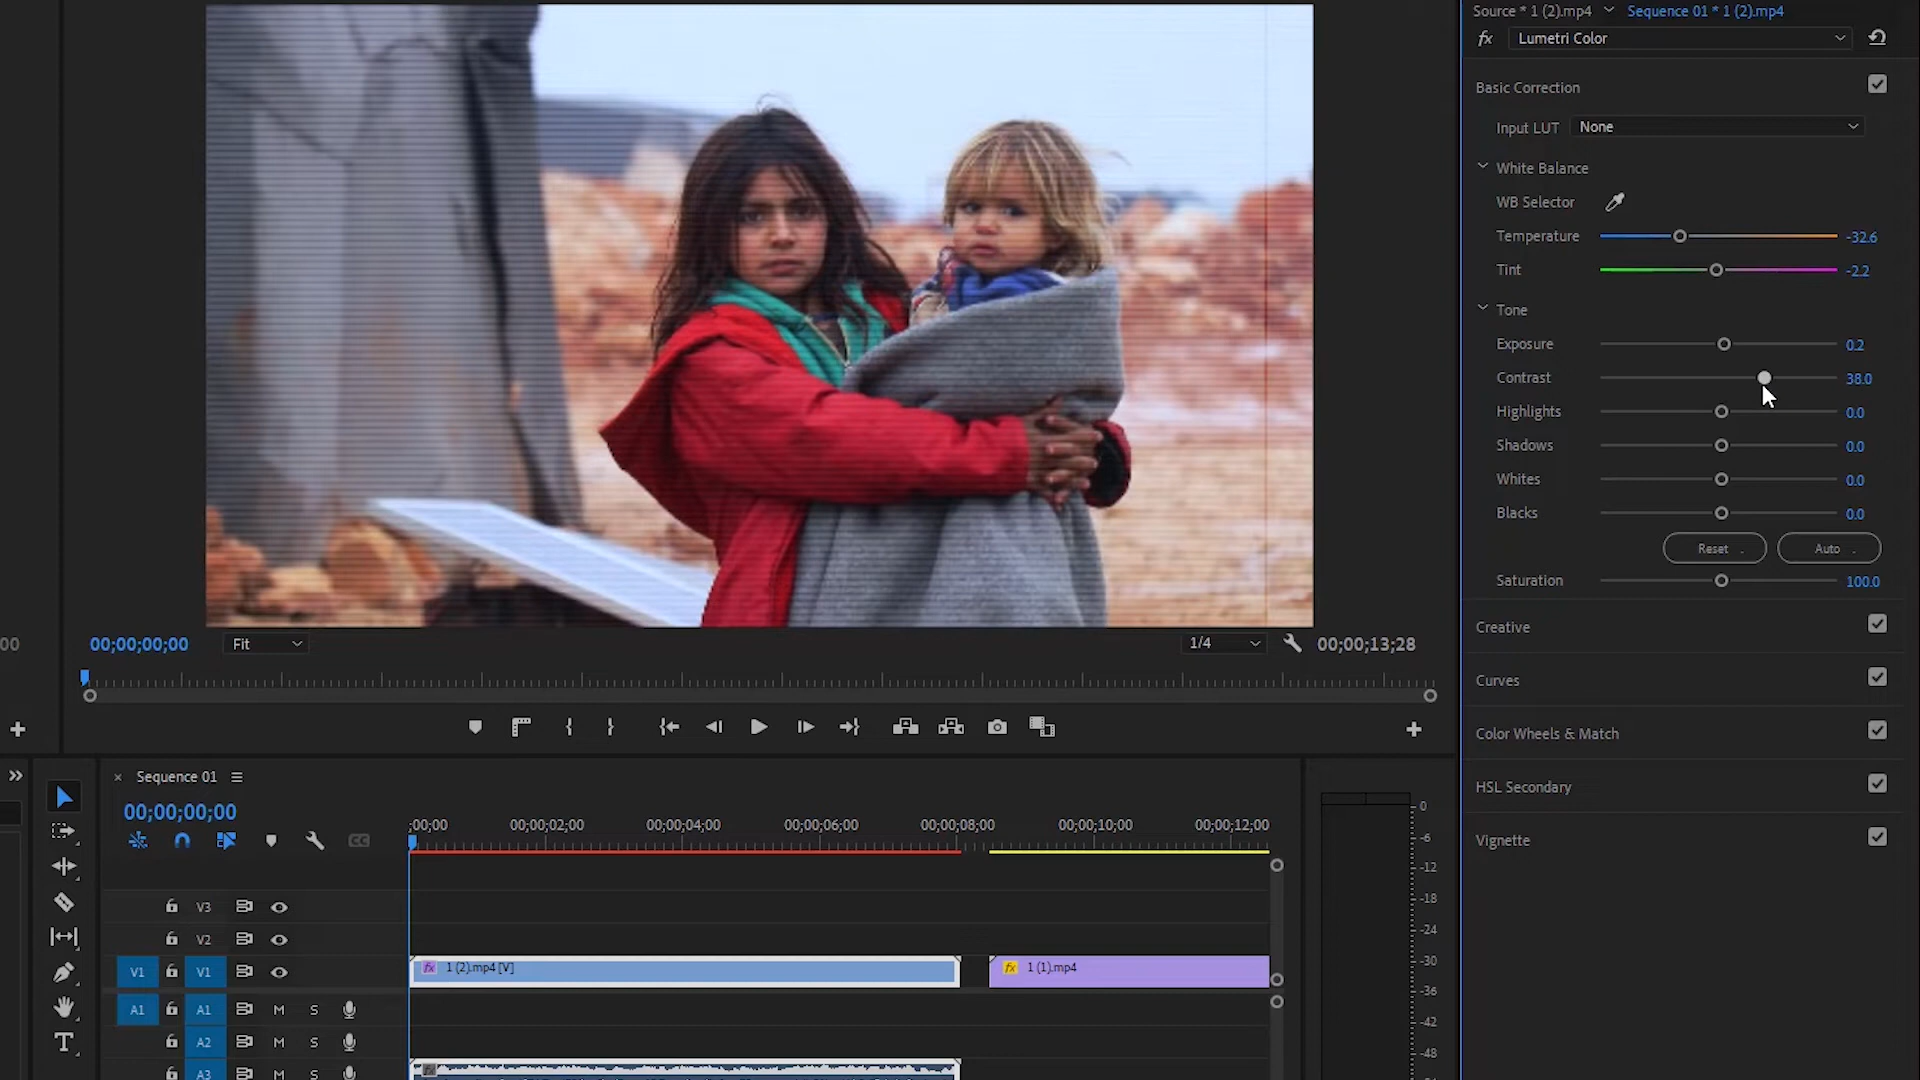 Source * 1 (2).mp4 Sequence 01 * 1 (2).mp4
fx Lumetri Color
Basic Correction
Input LUT None
White Balance
WB Selector
Temperature -32.6
Tint -2.2
Tone
Exposure 0.2
Contrast 38.0
Highlights 0.0
Shadows 0.0
Whites 0.0
Blacks 0.0
Reset Auto
Saturation 100.0
Creative
Curves
Color Wheels & Match
HSL Secondary
Vignette
00 00;00;00;00 Fit 1/4 00;00;13;28
× Sequence 01
00;00;00;00
;00;00 00;00;02;00 00;00;04;00 00;00;06;00 00;00;08;00 00;00;10;00 00;00;12;00
V3
V2
V1 V1 fx 1 (2).mp4 [V] fx 1 (1).mp4
A1 A1 M S
A2 M S
A3 M S
T
0
-6
-12
-18
-24
-30
-36
-42
-48